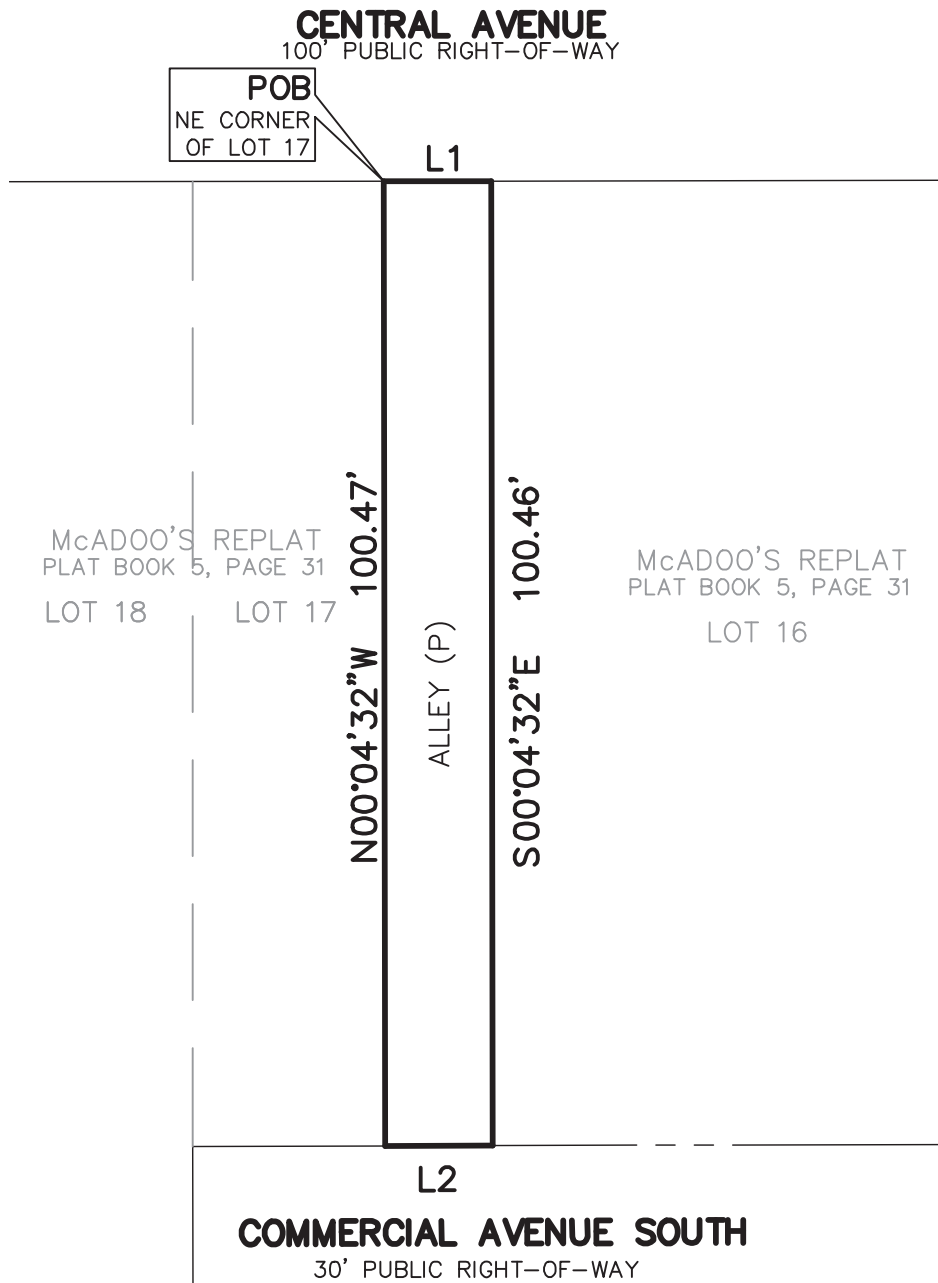 CENTRAL AVENUE
100' PUBLIC RIGHT-OF-WAY
POB
NE CORNER
OF LOT 17
L1
McADOO'S REPLAT
PLAT BOOK 5, PAGE 31
LOT 18
LOT 17
N00°04'32"W 100.47'
ALLEY (P)
S00°04'32"E 100.46'
McADOO'S REPLAT
PLAT BOOK 5, PAGE 31
LOT 16
L2
COMMERCIAL AVENUE SOUTH
30' PUBLIC RIGHT-OF-WAY